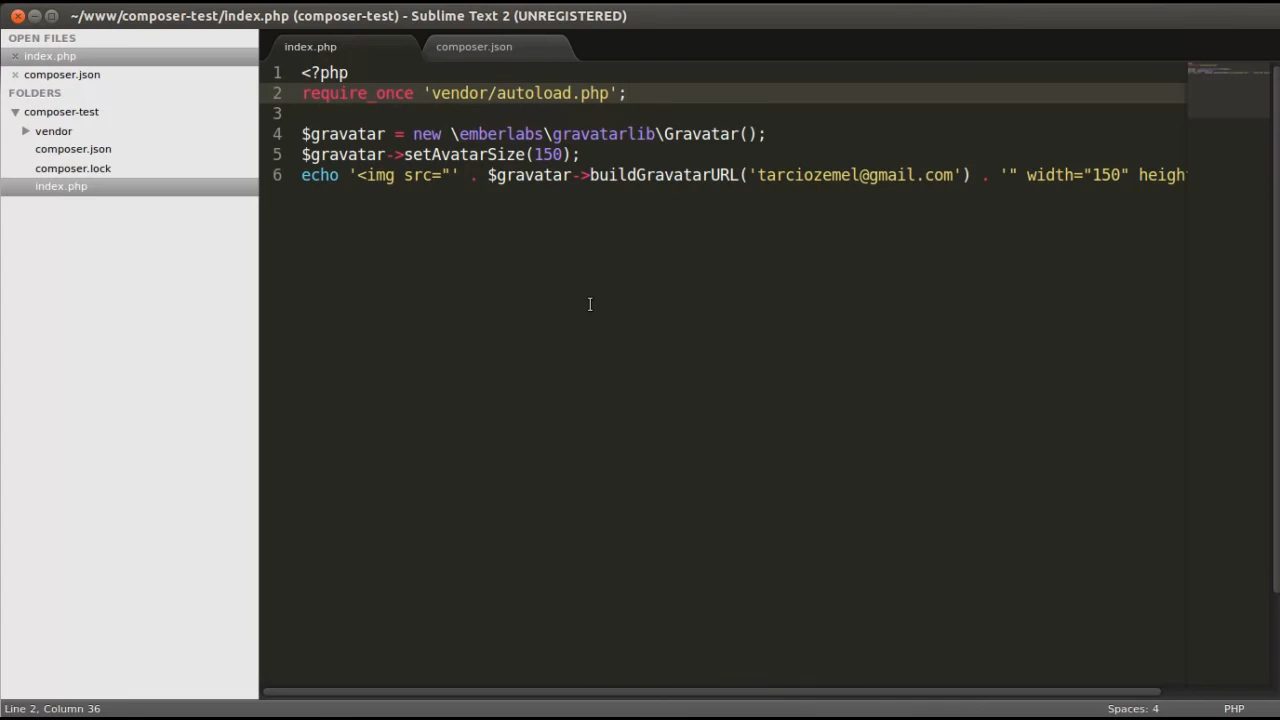 ~/www/composer-test/index.php (composer-test) - Sublime Text 2 (UNREGISTERED)
OPEN FILES
index.php
composer.json
FOLDERS
composer-test
vendor
composer.json
composer.lock
index.php
index.php
composer.json
1 <?php
2 require_once 'vendor/autoload.php';
3
4 $gravatar = new \emberlabs\gravatarlib\Gravatar();
5 $gravatar->setAvatarSize(150);
6 echo '<img src="' . $gravatar->buildGravatarURL('tarciozemel@gmail.com') . '" width="150" heigh
Line 2, Column 36
Spaces: 4
PHP